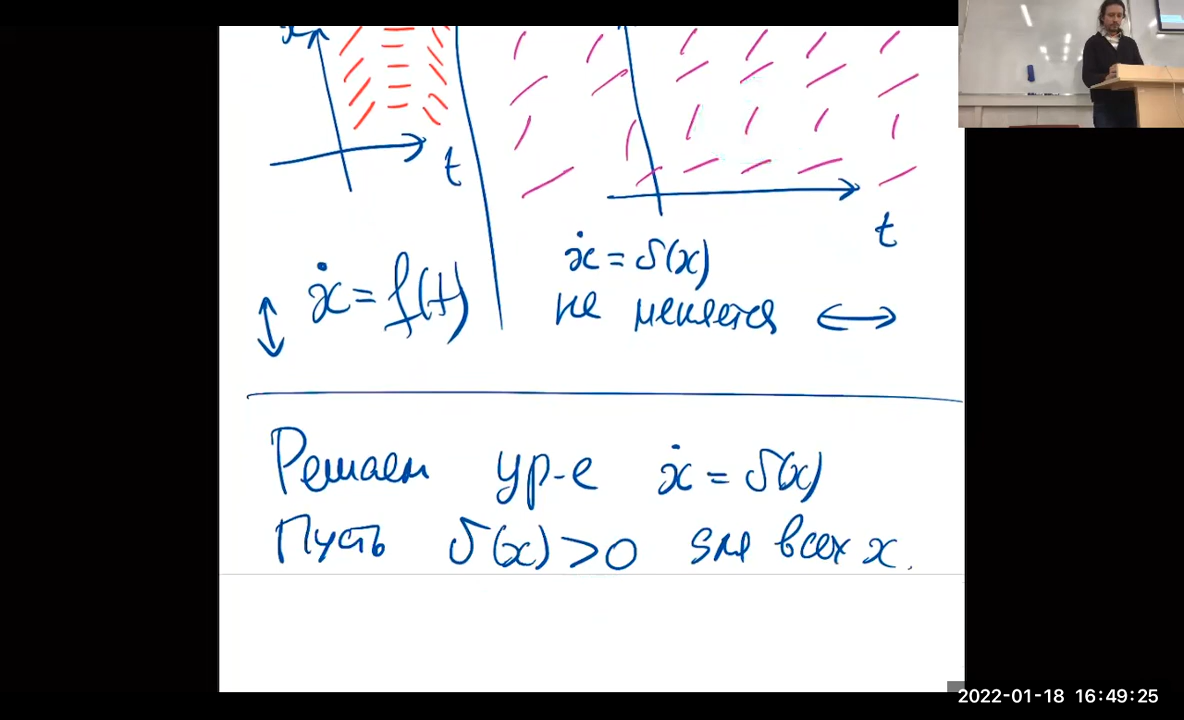 x
t
t
ẋ = f(t)
ẋ = v(x)
не меняется
Решаем ур-е ẋ = v(x)
Пусть v(x) > 0 для всех x.
2022-01-18 16:49:25